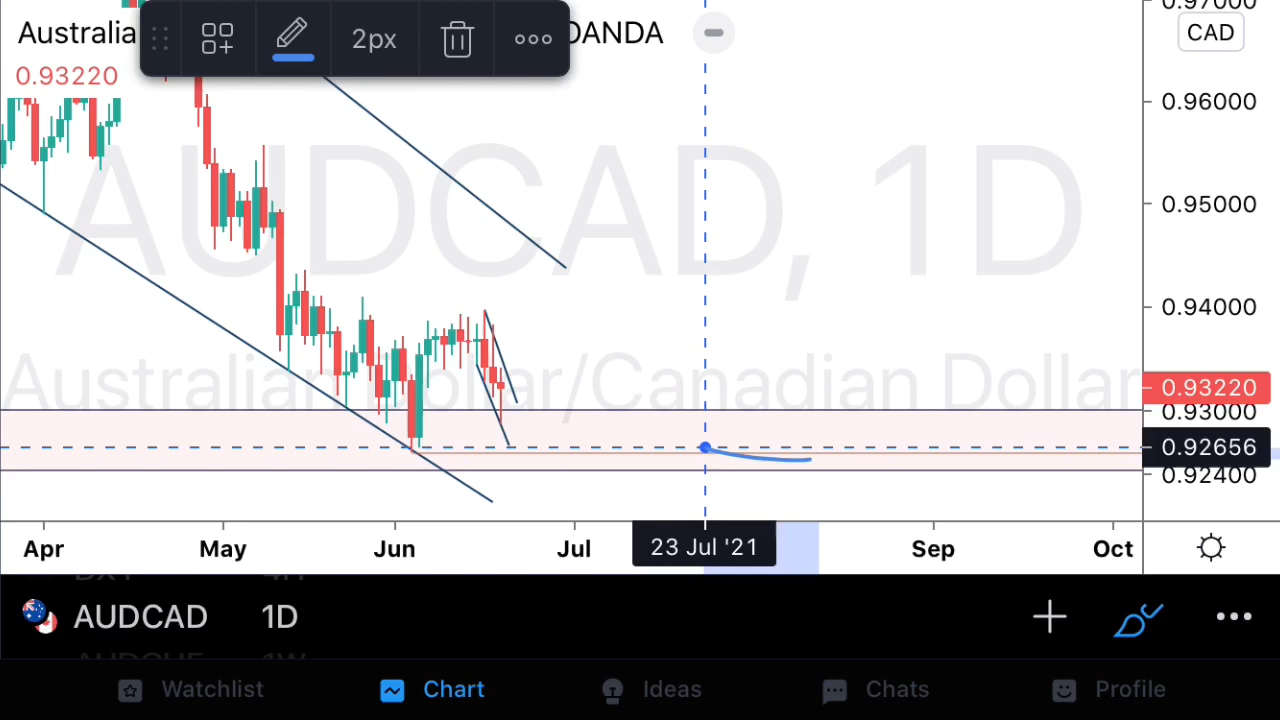 Australia
OANDA
0.93220
2px
CAD
0.97000
0.96000
0.95000
0.94000
0.93220
0.93000
0.92656
0.92400
AUDCAD, 1D
Australian Dollar/Canadian Dollar
Apr May Jun Jul 23 Jul '21 Sep Oct
AUDCAD 1D
Watchlist Chart Ideas Chats Profile